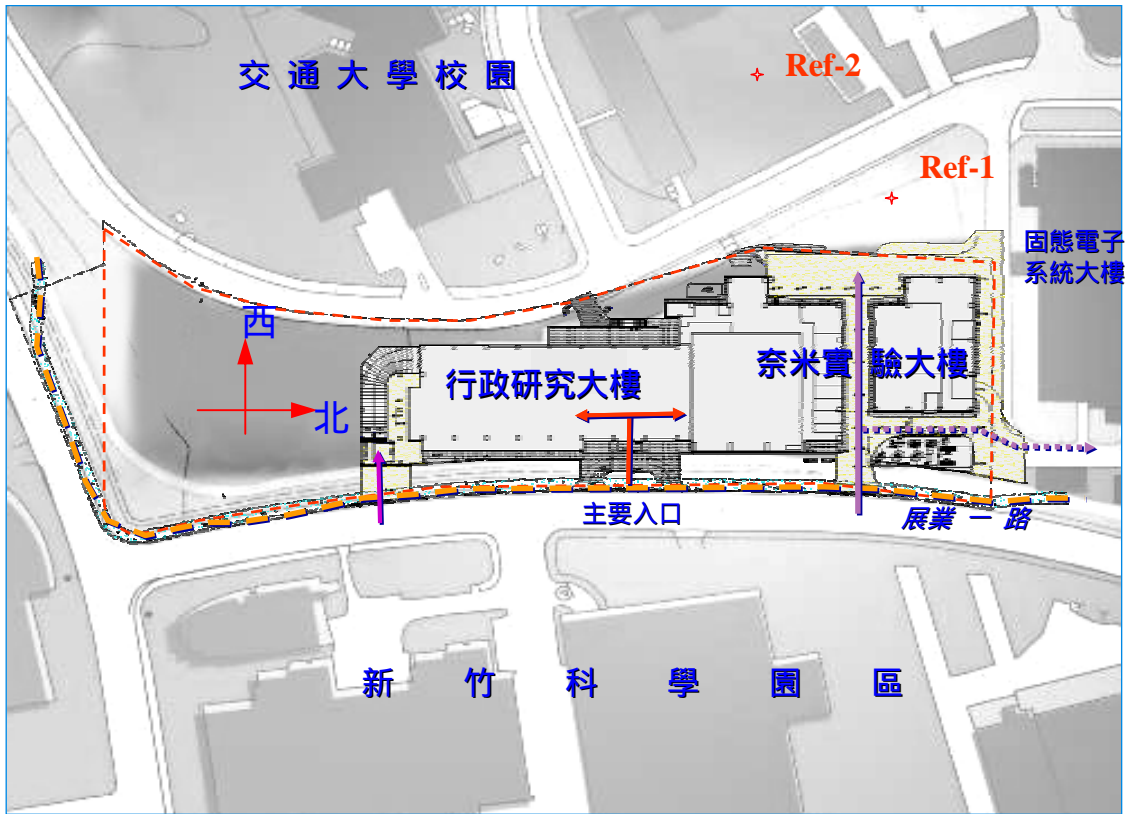 交通大學校園
Ref-2
Ref-1
固態電子
系統大樓
西
北
行政研究大樓
奈米實驗大樓
主要入口
展業一路
新竹科學園區